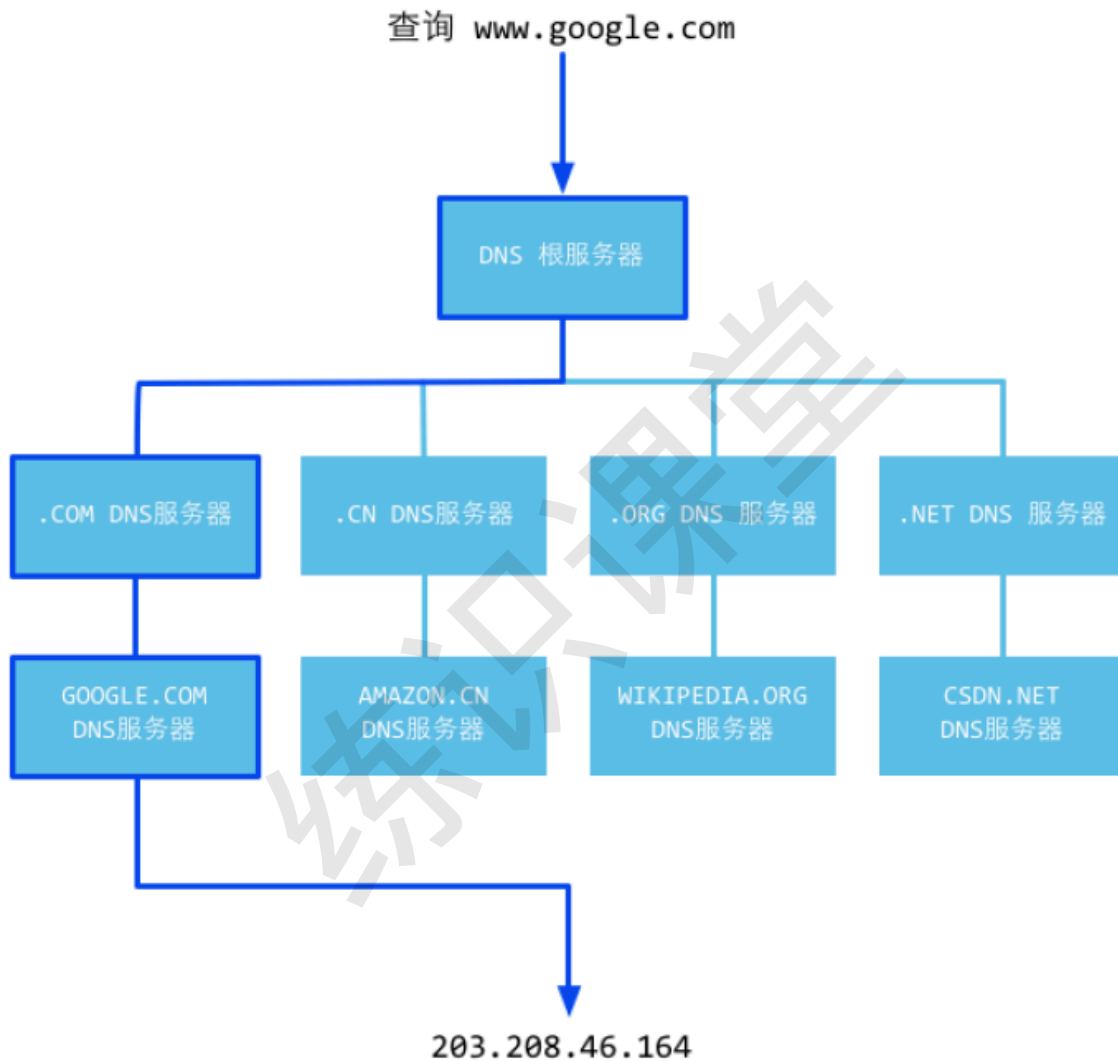 查询 www.google.com
DNS 根服务器
.COM DNS服务器
.CN DNS服务器
.ORG DNS 服务器
.NET DNS 服务器
GOOGLE.COM
DNS服务器
AMAZON.CN
DNS服务器
WIKIPEDIA.ORG
DNS服务器
CSDN.NET
DNS服务器
203.208.46.164
练识课堂